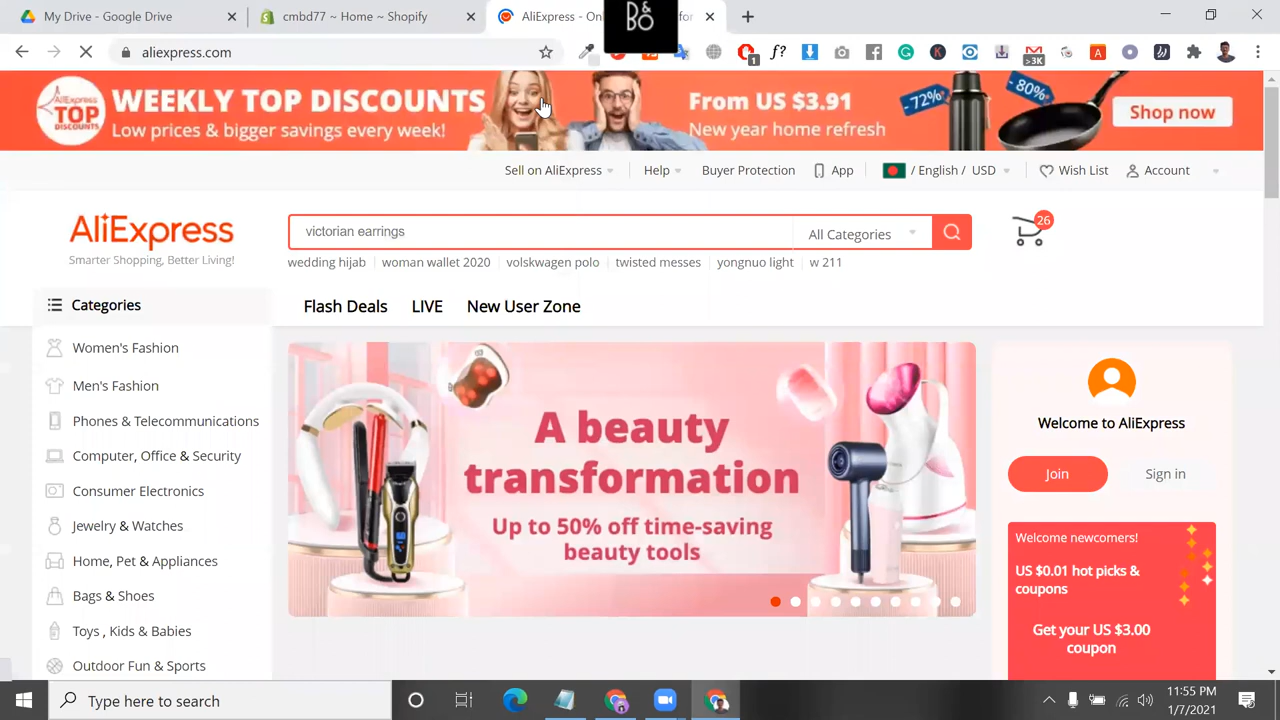 My Drive - Google Drive
cmbd77 ~ Home ~ Shopify
AliExpress - Onl
for
B&O
aliexpress.com
1
f?
>3K
AliExpress
TOP
DISCOUNTS
WEEKLY TOP DISCOUNTS
Low prices & bigger savings every week!
From US $3.91
New year home refresh
-72%
-80%
Shop now
Sell on AliExpress
Help
Buyer Protection
App
/ English / USD
Wish List
Account
AliExpress
Smarter Shopping, Better Living!
victorian earrings
All Categories
26
wedding hijab
woman wallet 2020
volskwagen polo
twisted messes
yongnuo light
w 211
Categories
Flash Deals
LIVE
New User Zone
Women's Fashion
Men's Fashion
Phones & Telecommunications
Computer, Office & Security
Consumer Electronics
Jewelry & Watches
Home, Pet & Appliances
Bags & Shoes
Toys , Kids & Babies
Outdoor Fun & Sports
A beauty
transformation
Up to 50% off time-saving
beauty tools
Welcome to AliExpress
Join
Sign in
Welcome newcomers!
US $0.01 hot picks &
coupons
Get your US $3.00
coupon
Type here to search
11:55 PM
1/7/2021